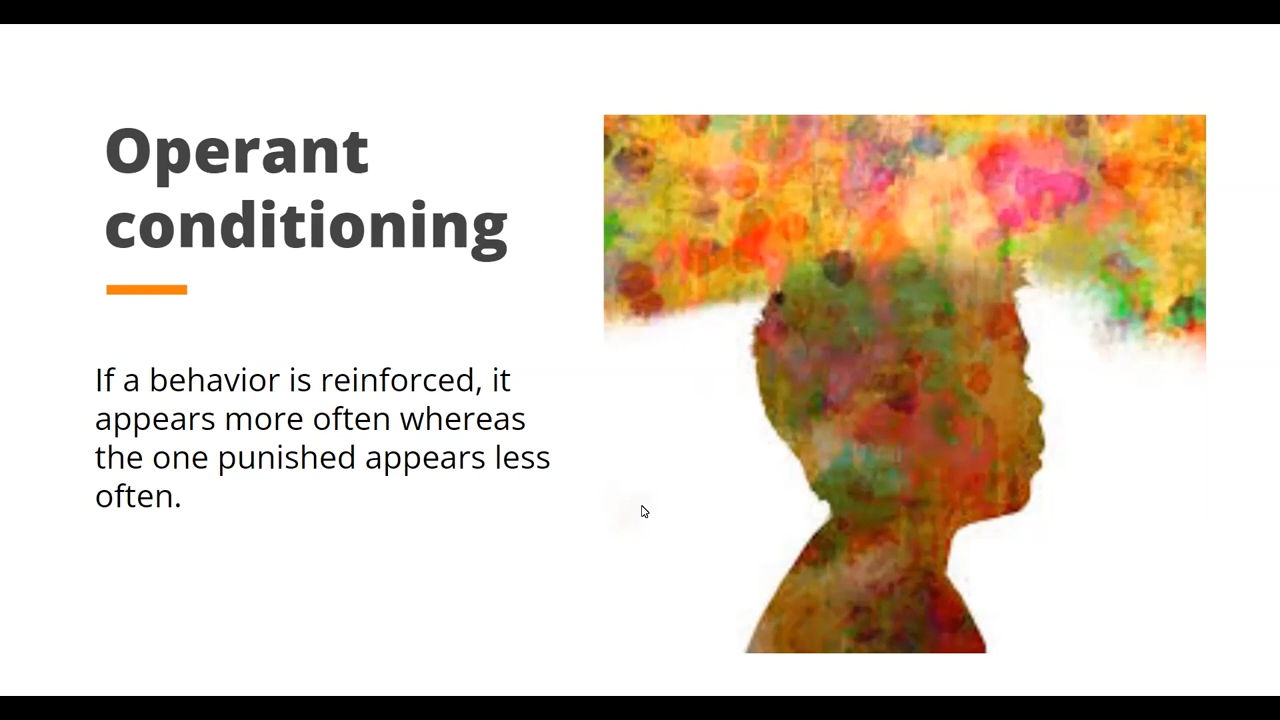 Operant
conditioning
If a behavior is reinforced, it
appears more often whereas
the one punished appears less
often.